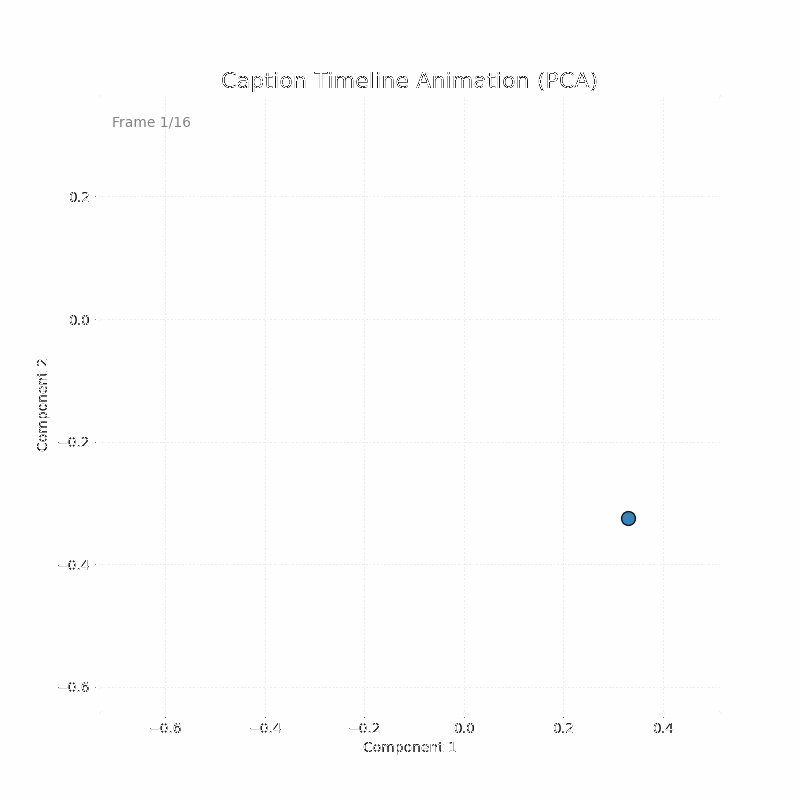 Caption Timeline Animation (PCA)
Frame 1/16
0.2
0.0
−0.2
−0.4
−0.6
Component 2
−0.6 −0.4 −0.2 0.0 0.2 0.4
Component 1